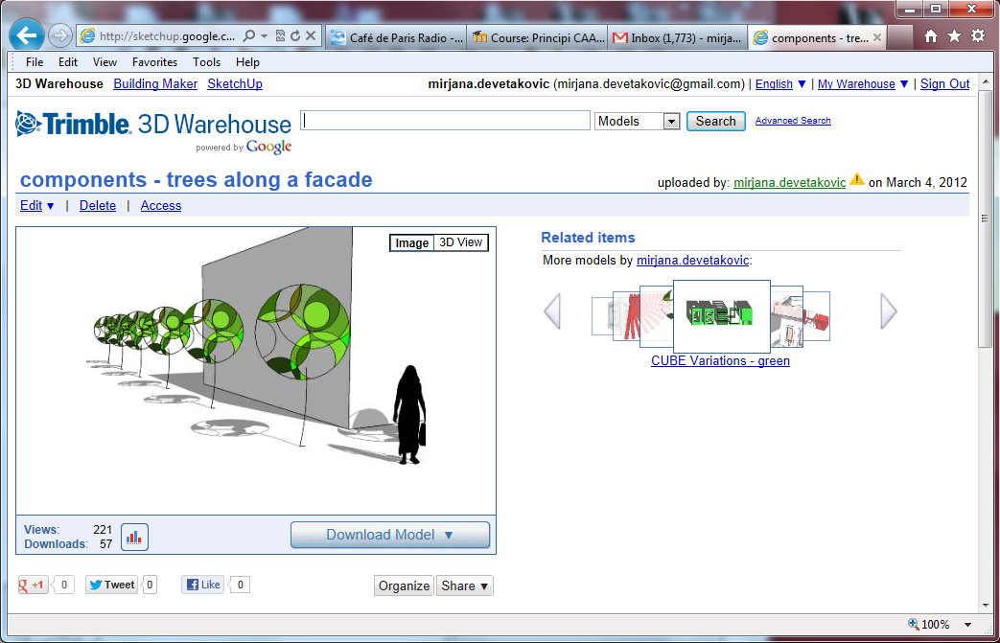 http://sketchup.google.c...
Café de Paris Radio -...
Course: Principi CAA...
Inbox (1,773) - mirja...
components - tre...
File Edit View Favorites Tools Help
3D Warehouse Building Maker SketchUp
mirjana.devetakovic (mirjana.devetakovic@gmail.com) | English ▼ | My Warehouse ▼ | Sign Out
Trimble. 3D Warehouse
powered by Google
Models
Search
Advanced Search
components - trees along a facade
uploaded by: mirjana.devetakovic on March 4, 2012
Edit ▼ | Delete | Access
Image 3D View
Related items
More models by mirjana.devetakovic:
CUBE Variations - green
Views: 221
Downloads: 57
Download Model ▼
g +1 0
Tweet 0
f Like 0
Organize Share ▼
100%